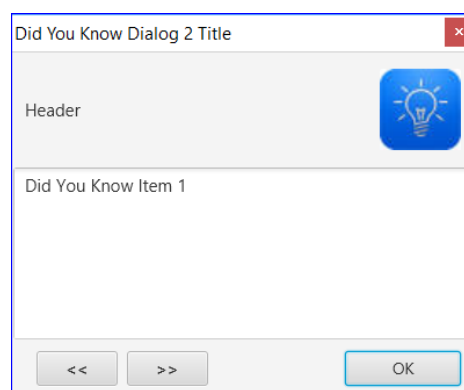 Did You Know Dialog 2 Title
×
Header
Did You Know Item 1
<< >> OK